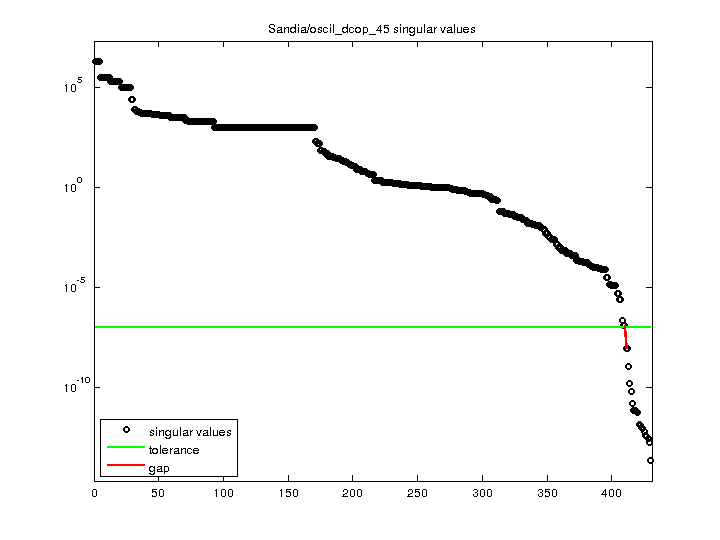 Sandia/oscil_dcop_45 singular values
10^5
10^0
10^-5
10^-10
singular values
tolerance
gap
0 50 100 150 200 250 300 350 400